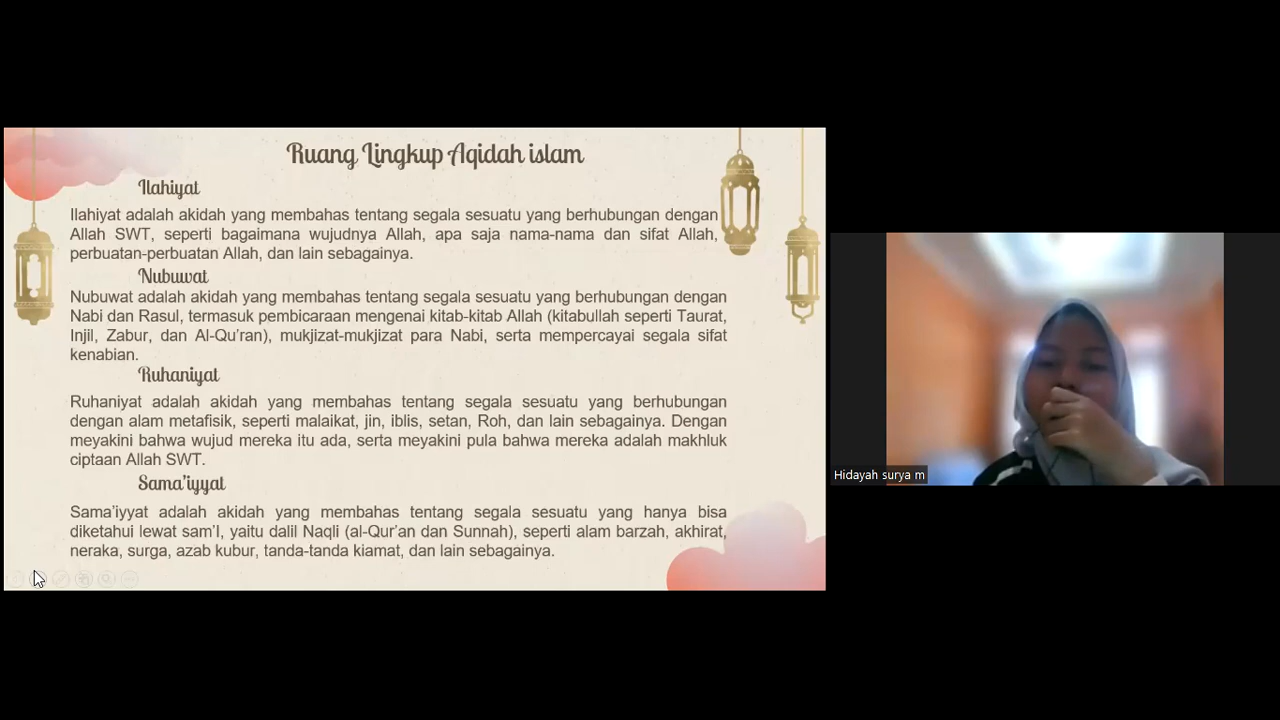 Ruang Lingkup Aqidah islam
Ilahiyat
Ilahiyat adalah akidah yang membahas tentang segala sesuatu yang berhubungan dengan
Allah SWT, seperti bagaimana wujudnya Allah, apa saja nama-nama dan sifat Allah,
perbuatan-perbuatan Allah, dan lain sebagainya.
Nubuwat
Nubuwat adalah akidah yang membahas tentang segala sesuatu yang berhubungan dengan
Nabi dan Rasul, termasuk pembicaraan mengenai kitab-kitab Allah (kitabullah seperti Taurat,
Injil, Zabur, dan Al-Qu’ran), mukjizat-mukjizat para Nabi, serta mempercayai segala sifat
kenabian.
Ruhaniyat
Ruhaniyat adalah akidah yang membahas tentang segala sesuatu yang berhubungan
dengan alam metafisik, seperti malaikat, jin, iblis, setan, Roh, dan lain sebagainya. Dengan
meyakini bahwa wujud mereka itu ada, serta meyakini pula bahwa mereka adalah makhluk
ciptaan Allah SWT.
Sama’iyyat
Sama’iyyat adalah akidah yang membahas tentang segala sesuatu yang hanya bisa
diketahui lewat sam’I, yaitu dalil Naqli (al-Qur’an dan Sunnah), seperti alam barzah, akhirat,
neraka, surga, azab kubur, tanda-tanda kiamat, dan lain sebagainya.
Hidayah surya m